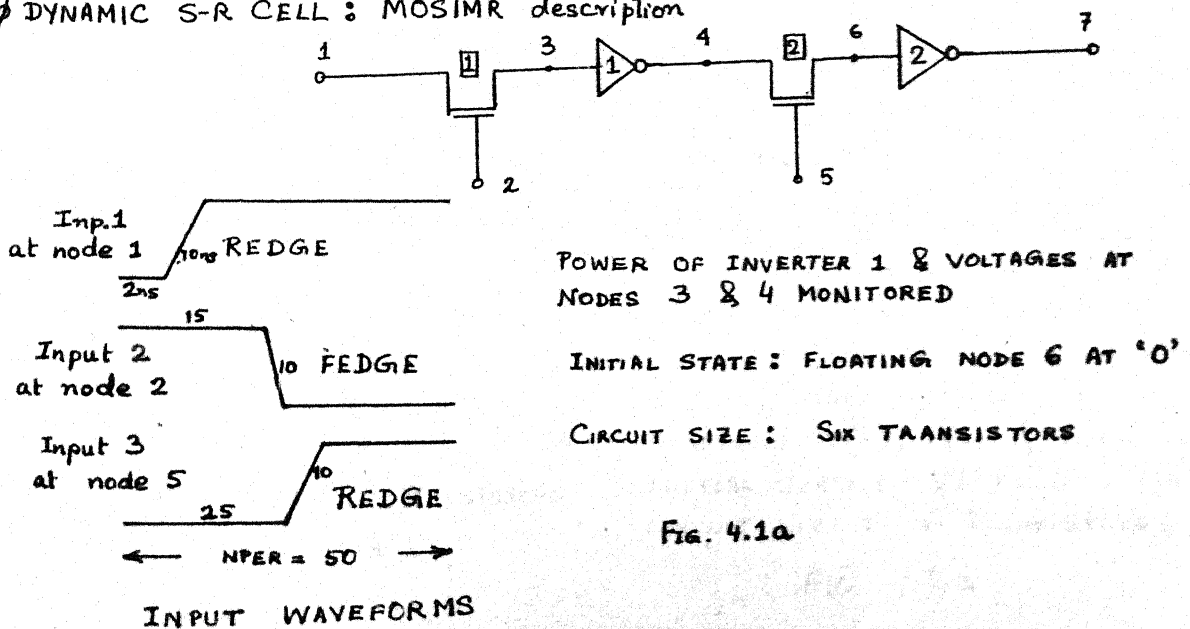 DYNAMIC S-R CELL : MOSIMR description
1
1
3
1
4
2
6
2
7
2
5
Inp.1
at node 1
10ns REDGE
2ns
15
Input 2
at node 2
10 FEDGE
Input 3
at node 5
10
REDGE
25
NPER = 50
INPUT WAVEFORMS
POWER OF INVERTER 1 & VOLTAGES AT
NODES 3 & 4 MONITORED
INITIAL STATE : FLOATING NODE 6 AT '0'
CIRCUIT SIZE : SIX TAANSISTORS
FIG. 4.1a